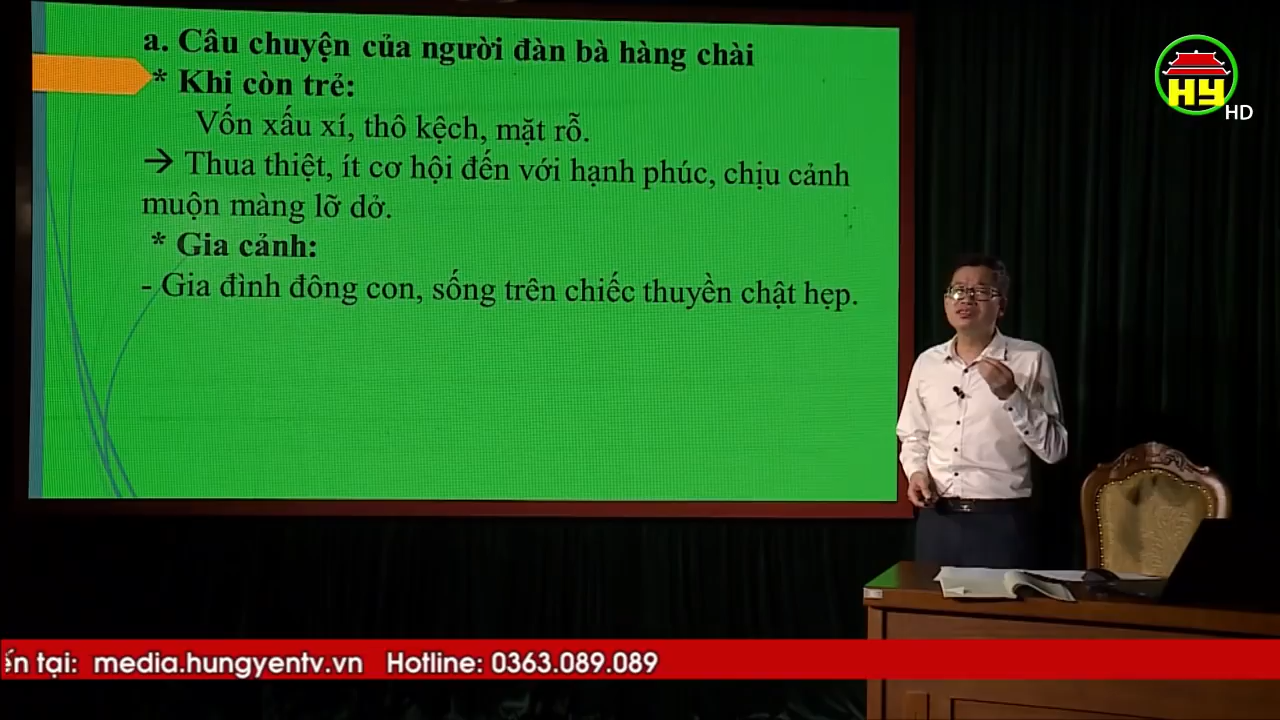 a. Câu chuyện của người đàn bà hàng chài
* Khi còn trẻ:
Vốn xấu xí, thô kệch, mặt rỗ.
→ Thua thiệt, ít cơ hội đến với hạnh phúc, chịu cảnh
muộn màng lỡ dở.
* Gia cảnh:
- Gia đình đông con, sống trên chiếc thuyền chật hẹp.
HY
HD
tại: media.hungyentv.vn Hotline: 0363.089.089